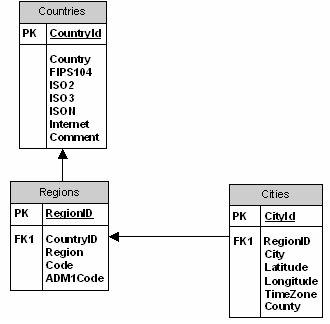 Countries
PK CountryId
Country
FIPS104
ISO2
ISO3
ISON
Internet
Comment
Regions
PK RegionID
FK1 CountryID
Region
Code
ADM1Code
Cities
PK CityId
FK1 RegionID
City
Latitude
Longitude
TimeZone
County